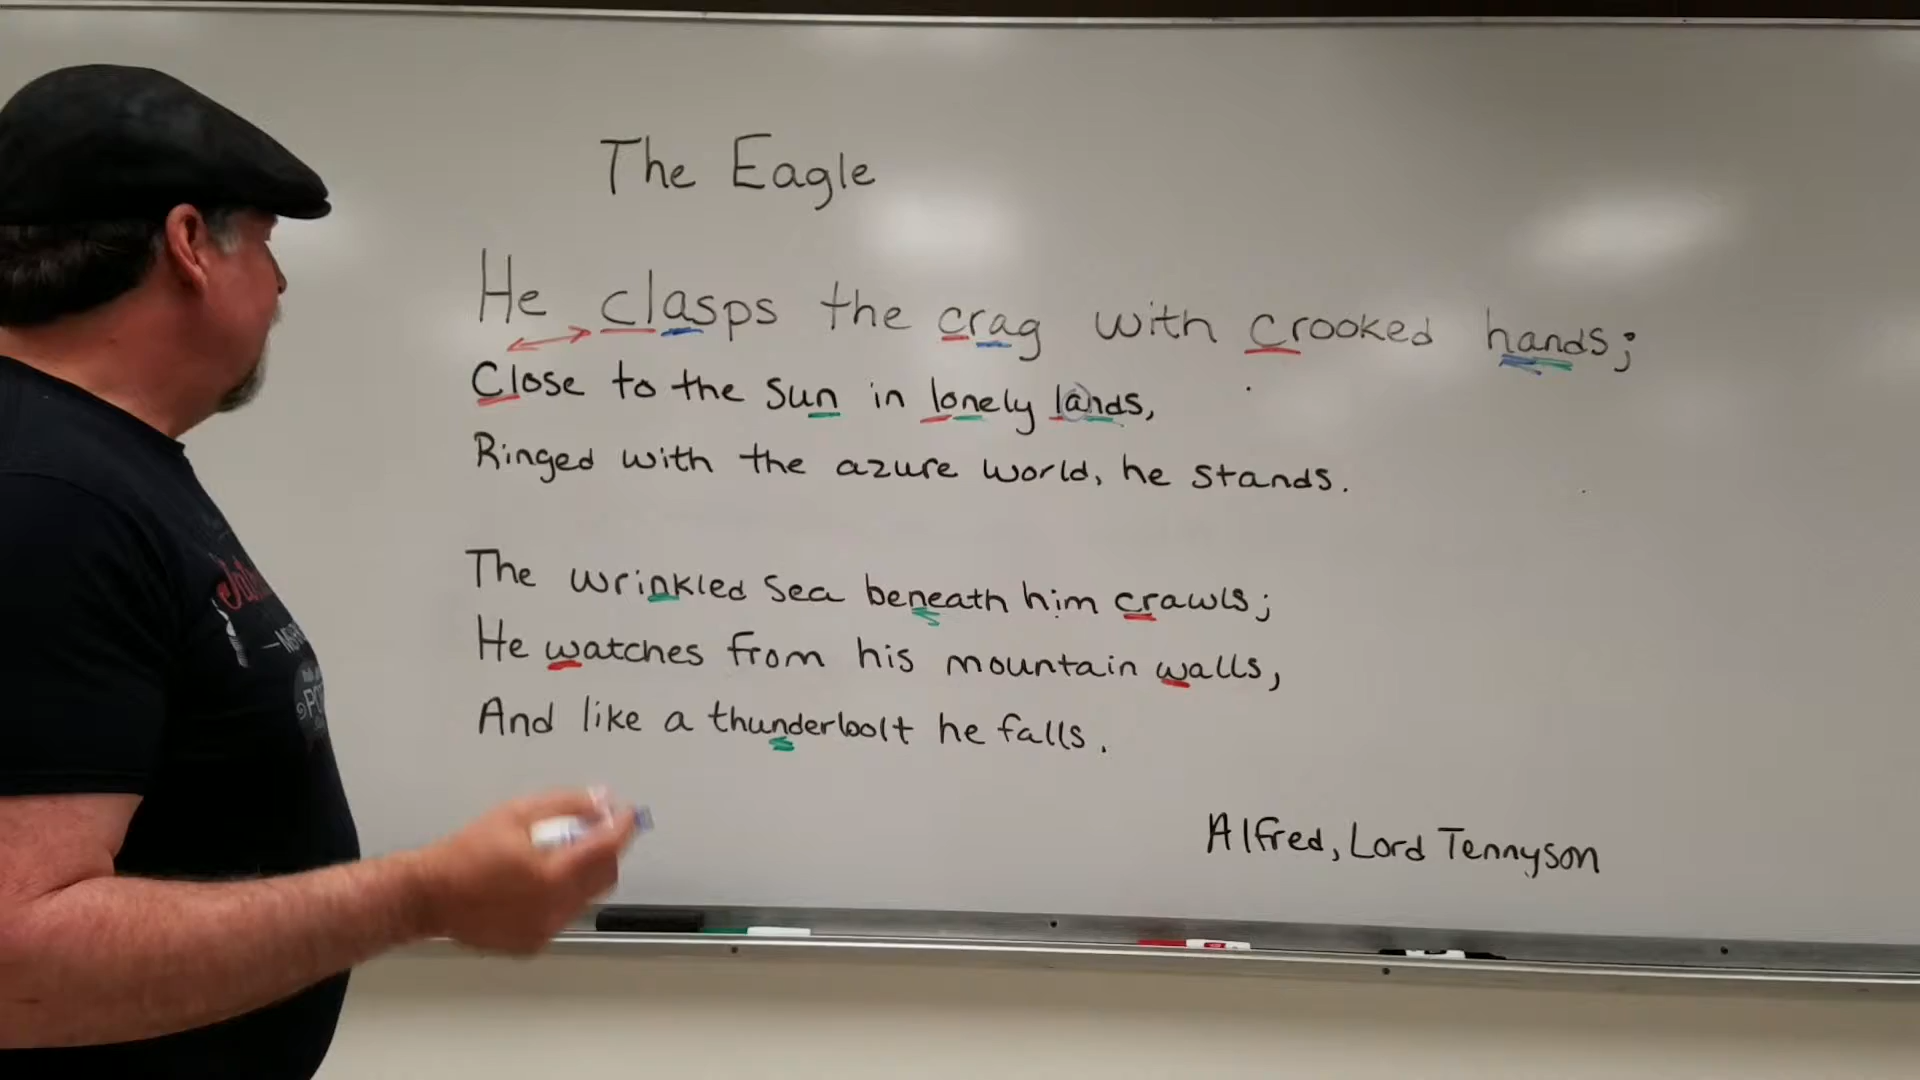 The Eagle
He clasps the crag with crooked hands;
Close to the sun in lonely lands,
Ringed with the azure world, he stands.
The wrinkled sea beneath him crawls;
He watches from his mountain walls,
And like a thunderbolt he falls.
Alfred, Lord Tennyson